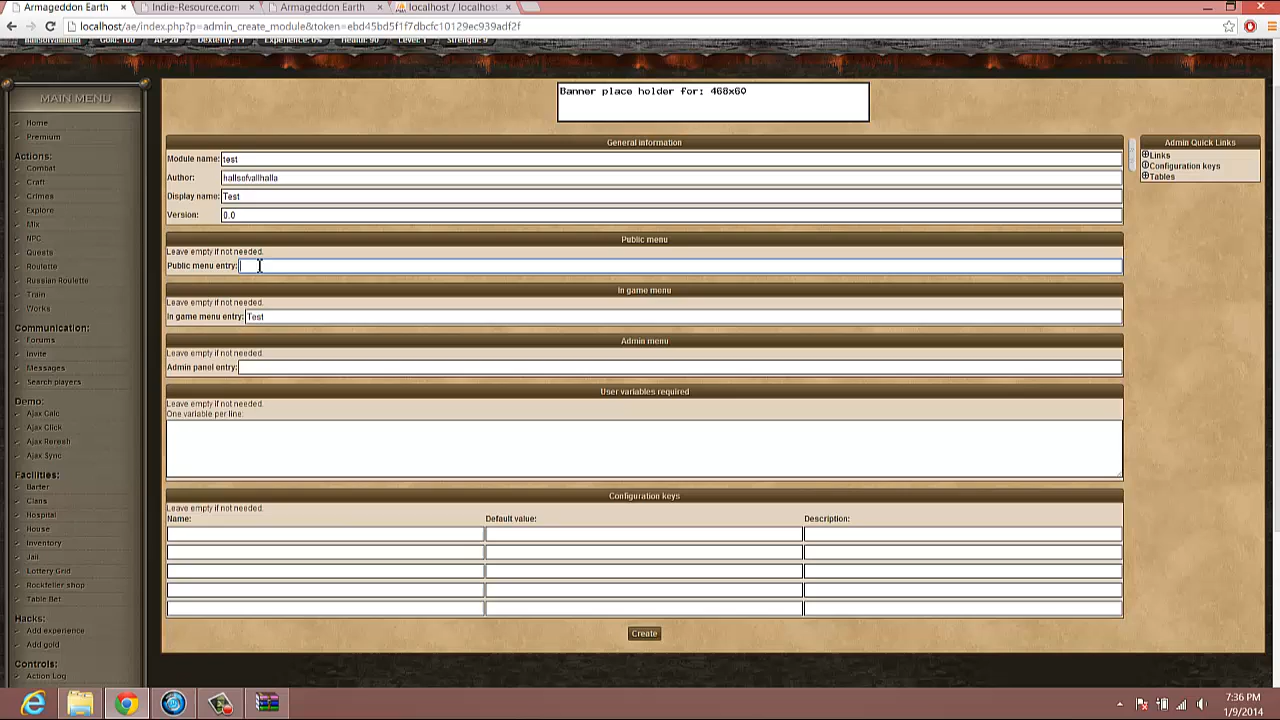 Armageddon Earth
Indie-Resource.com
Armageddon Earth
localhost / localhost
localhost/ae/index.php?p=admin_create_module&token=ebd45bd5f1f7dbcfc10129ec939adf2f
Banner place holder for: 468x60
MAIN MENU
Home
Premium
Actions:
Combat
Craft
Crimes
Explore
Mix
NPC
Quests
Roulette
Russian Roulette
Train
Works
Communication:
Forums
Invite
Messages
Search players
Demo:
Ajax Calc
Ajax Click
Ajax Refresh
Ajax Sync
Facilities:
Barter
Clans
Hospital
House
Inventory
Jail
Lottery Grid
Rockfeller shop
Table Bet
Hacks:
Add experience
Add gold
Controls:
Action Log
General information
Module name: test
Author: hallsofvallhalla
Display name: Test
Version: 0.0
Public menu
Leave empty if not needed.
Public menu entry:
In game menu
Leave empty if not needed.
In game menu entry: Test
Admin menu
Leave empty if not needed.
Admin panel entry:
User variables required
Leave empty if not needed.
One variable per line:
Configuration keys
Leave empty if not needed.
Name: Default value: Description:
Create
Admin Quick Links
Links
Configuration keys
Tables
7:36 PM
1/9/2014